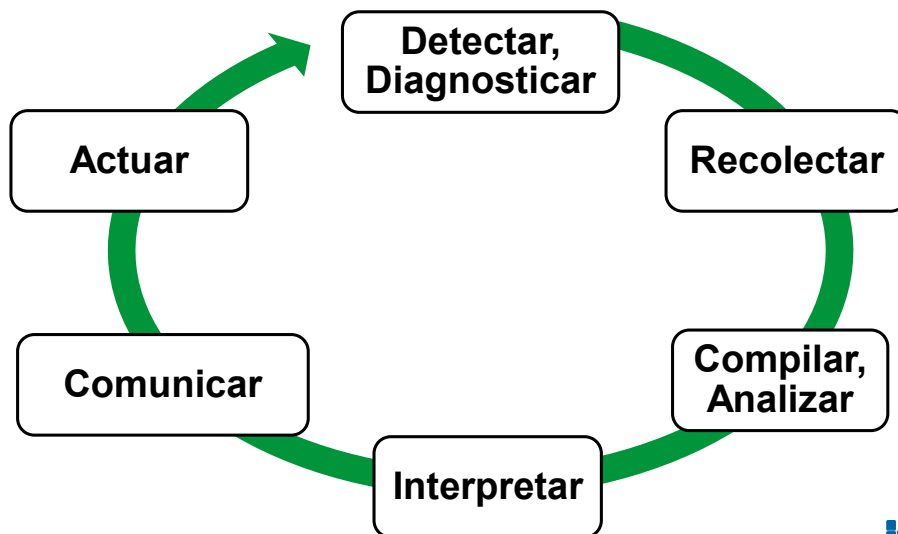 Detectar,
Diagnosticar
Recolectar
Compilar,
Analizar
Interpretar
Comunicar
Actuar